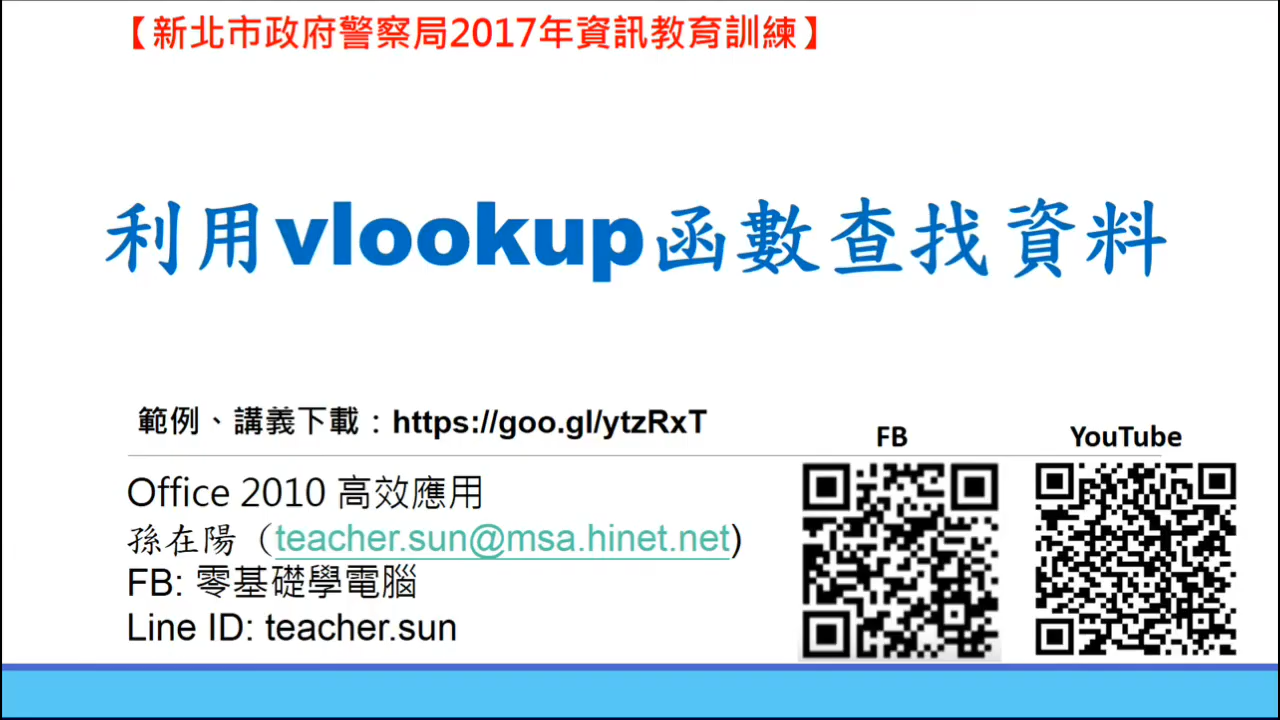 【新北市政府警察局2017年資訊教育訓練】
利用vlookup函數查找資料
範例、講義下載：https://goo.gl/ytzRxT
FB
YouTube
Office 2010 高效應用
孫在陽（teacher.sun@msa.hinet.net)
FB: 零基礎學電腦
Line ID: teacher.sun